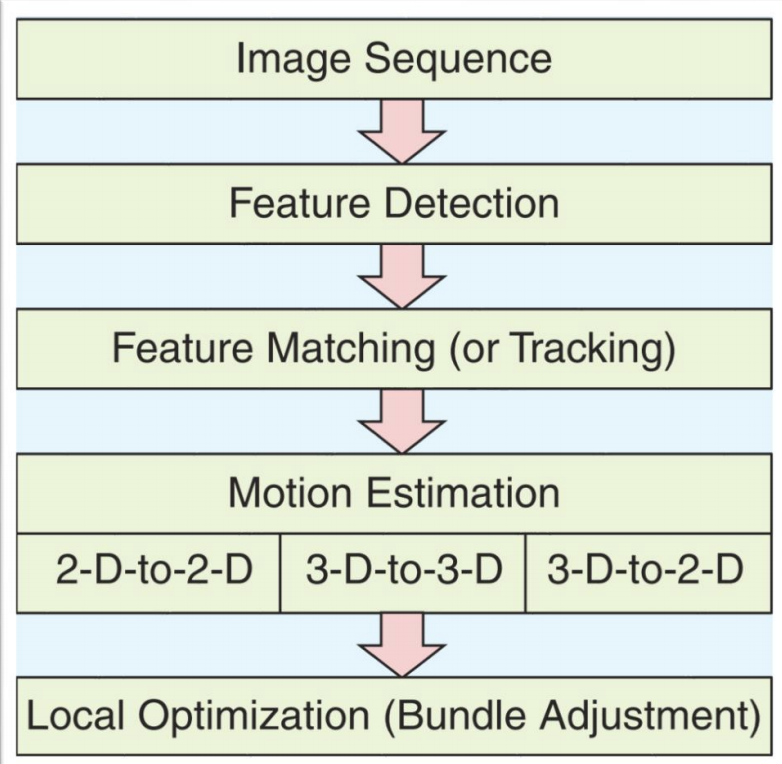 Image Sequence
Feature Detection
Feature Matching (or Tracking)
Motion Estimation
2-D-to-2-D 3-D-to-3-D 3-D-to-2-D
Local Optimization (Bundle Adjustment)